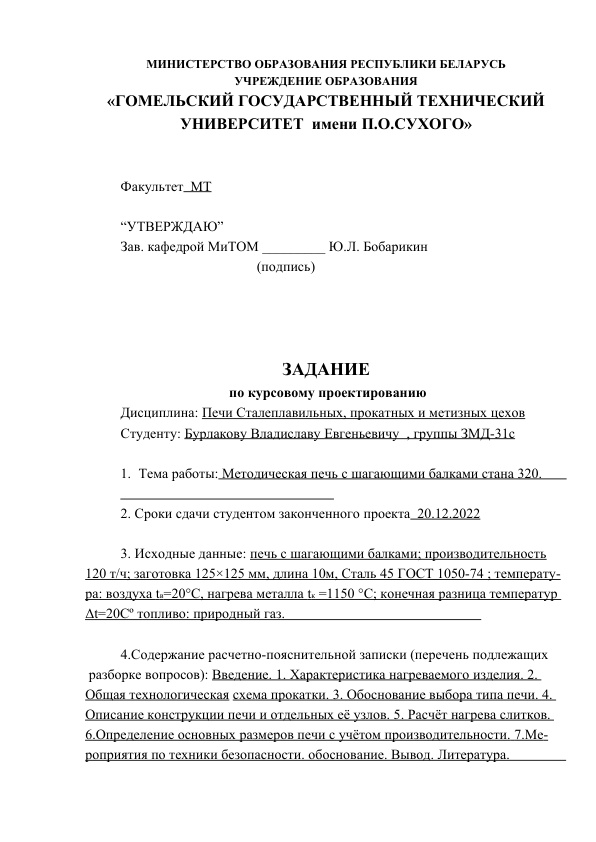 МИНИСТЕРСТВО ОБРАЗОВАНИЯ РЕСПУБЛИКИ БЕЛАРУСЬ
УЧРЕЖДЕНИЕ ОБРАЗОВАНИЯ
«ГОМЕЛЬСКИЙ ГОСУДАРСТВЕННЫЙ ТЕХНИЧЕСКИЙ
УНИВЕРСИТЕТ имени П.О.СУХОГО»
Факультет МТ
“УТВЕРЖДАЮ”
Зав. кафедрой МиТОМ _________ Ю.Л. Бобарикин
(подпись)
ЗАДАНИЕ
по курсовому проектированию
Дисциплина: Печи Сталеплавильных, прокатных и метизных цехов
Студенту: Бурлакову Владиславу Евгеньевичу , группы ЗМД-31с
1. Тема работы: Методическая печь с шагающими балками стана 320.
2. Сроки сдачи студентом законченного проекта 20.12.2022
3. Исходные данные: печь с шагающими балками; производительность
120 т/ч; заготовка 125×125 мм, длина 10м, Сталь 45 ГОСТ 1050-74 ; температу-
ра: воздуха tв=20°С, нагрева металла tк =1150 °С; конечная разница температур
Δt=20Сº топливо: природный газ.
4.Содержание расчетно-пояснительной записки (перечень подлежащих
разборке вопросов): Введение. 1. Характеристика нагреваемого изделия. 2.
Общая технологическая схема прокатки. 3. Обоснование выбора типа печи. 4.
Описание конструкции печи и отдельных её узлов. 5. Расчёт нагрева слитков.
6.Определение основных размеров печи с учётом производительности. 7.Ме-
роприятия по техники безопасности. обоснование. Вывод. Литература.